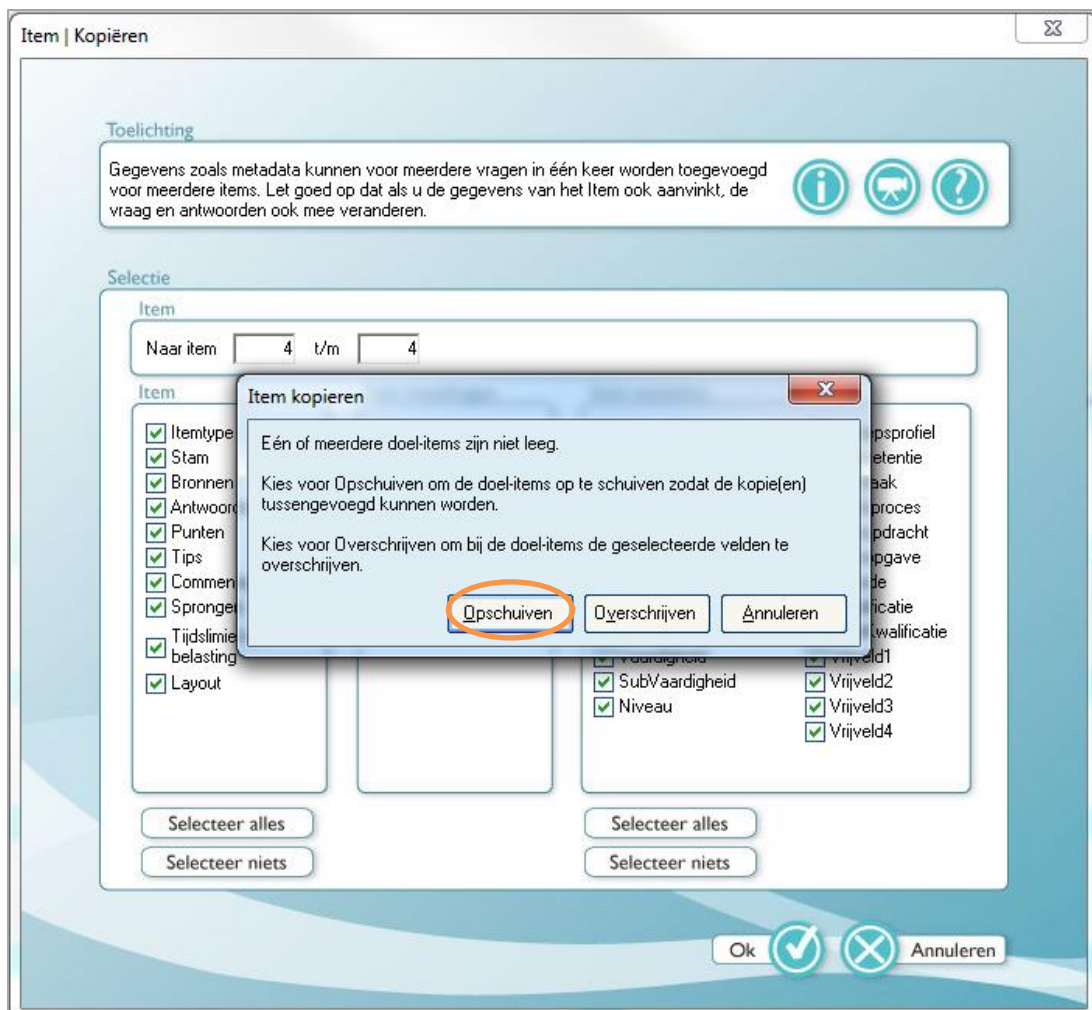 Item | Kopiëren
Toelichting
Gegevens zoals metadata kunnen voor meerdere vragen in één keer worden toegevoegd
voor meerdere items. Let goed op dat als u de gegevens van het Item ook aanvinkt, de
vraag en antwoorden ook mee veranderen.
Selectie
Item
Naar item 4 t/m 4
Item
Itemtype
Stam
Bronnen
Punten
Tips
Layout
belasting
Item kopieren
Eén of meerdere doel-items zijn niet leeg.
Kies voor Opschuiven om de doel-items op te schuiven zodat de kopie(en)
tussengevoegd kunnen worden.
Kies voor Overschrijven om bij de doel-items de geselecteerde velden te
overschrijven.
Opschuiven Overschrijven Annuleren
SubVaardigheid
Niveau
Vrijveld1
Vrijveld2
Vrijveld3
Vrijveld4
Selecteer alles
Selecteer niets
Selecteer alles
Selecteer niets
Ok
Annuleren